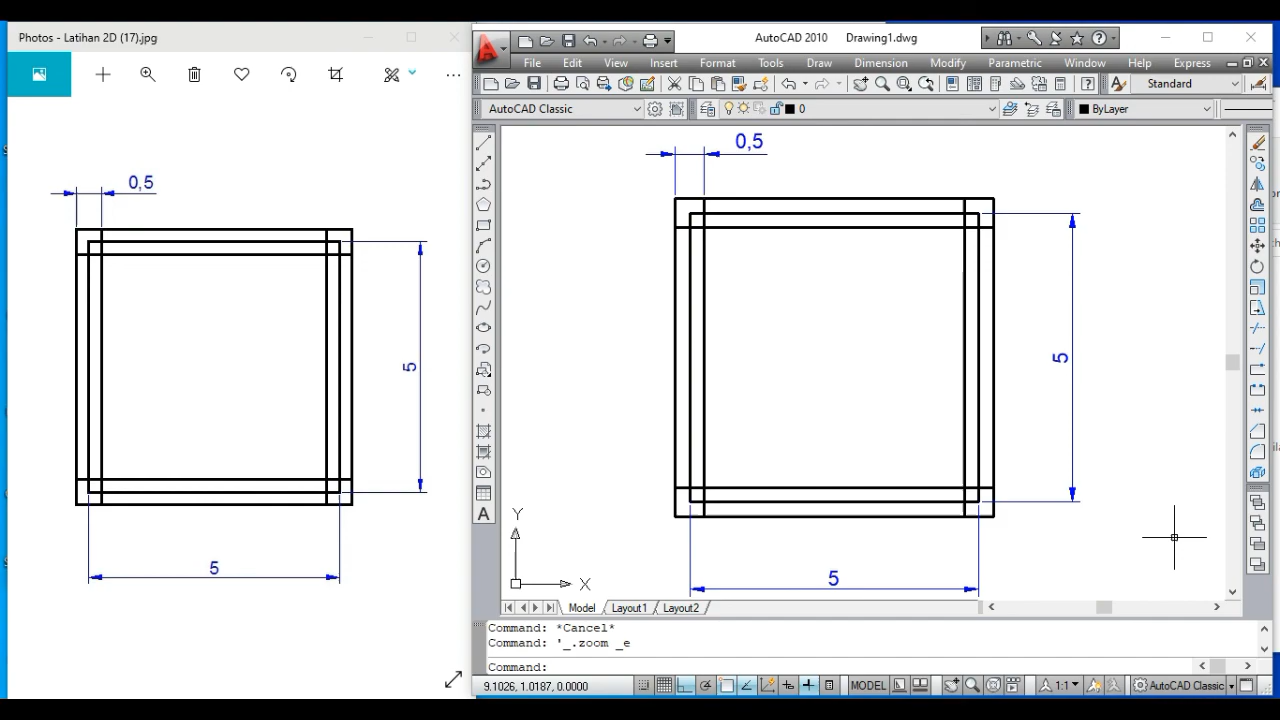 Photos - Latihan 2D (17).jpg
0,5
5
5
AutoCAD 2010 Drawing1.dwg
File Edit View Insert Format Tools Draw Dimension Modify Parametric Window Help Express
Standard
AutoCAD Classic
0
ByLayer
0,5
5
5
Y
X
A
Model Layout1 Layout2
Command: *Cancel*
Command: '_.zoom _e
Command:
9.1026, 1.0187, 0.0000
MODEL
1:1
AutoCAD Classic